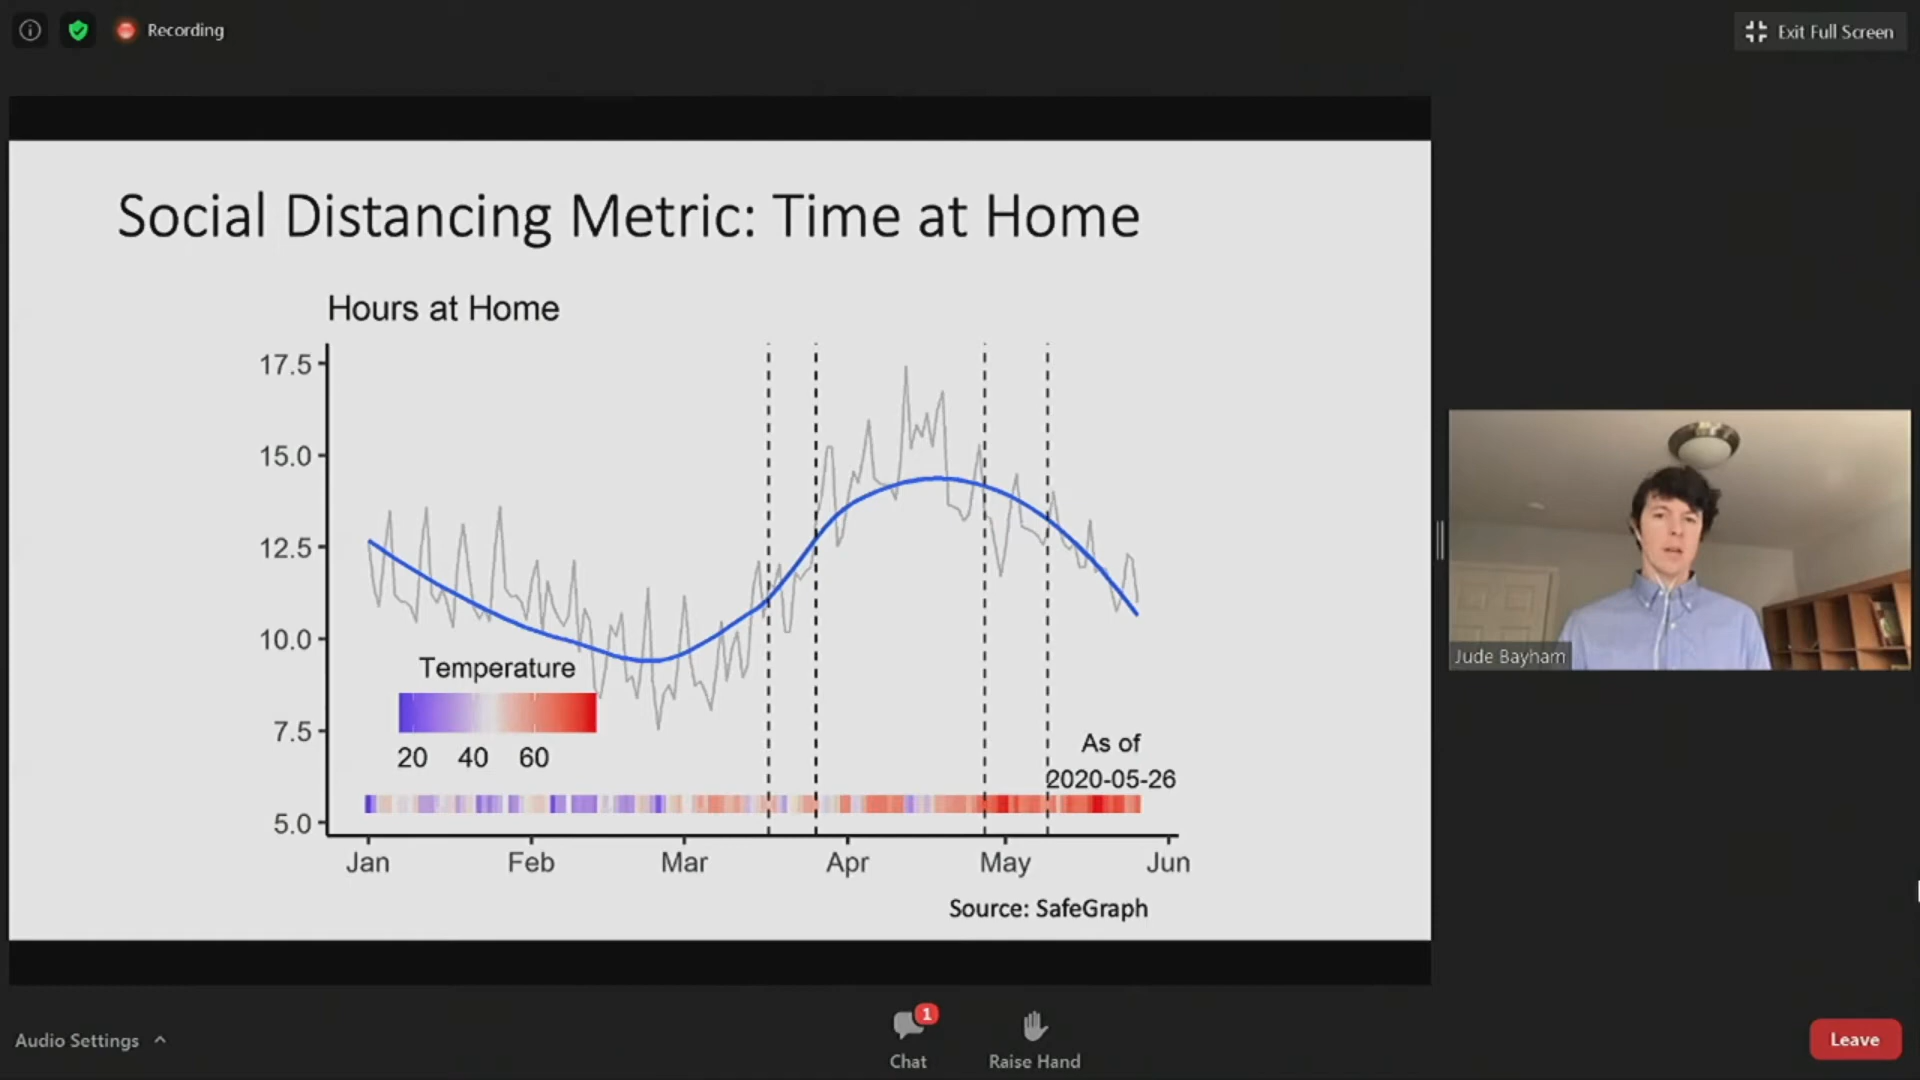 Recording
Exit Full Screen
Social Distancing Metric: Time at Home
Hours at Home
17.5
15.0
12.5
10.0
7.5
5.0
Temperature
20 40 60
As of
2020-05-26
Jan Feb Mar Apr May Jun
Source: SafeGraph
Jude Bayham
Audio Settings
1
Chat
Raise Hand
Leave